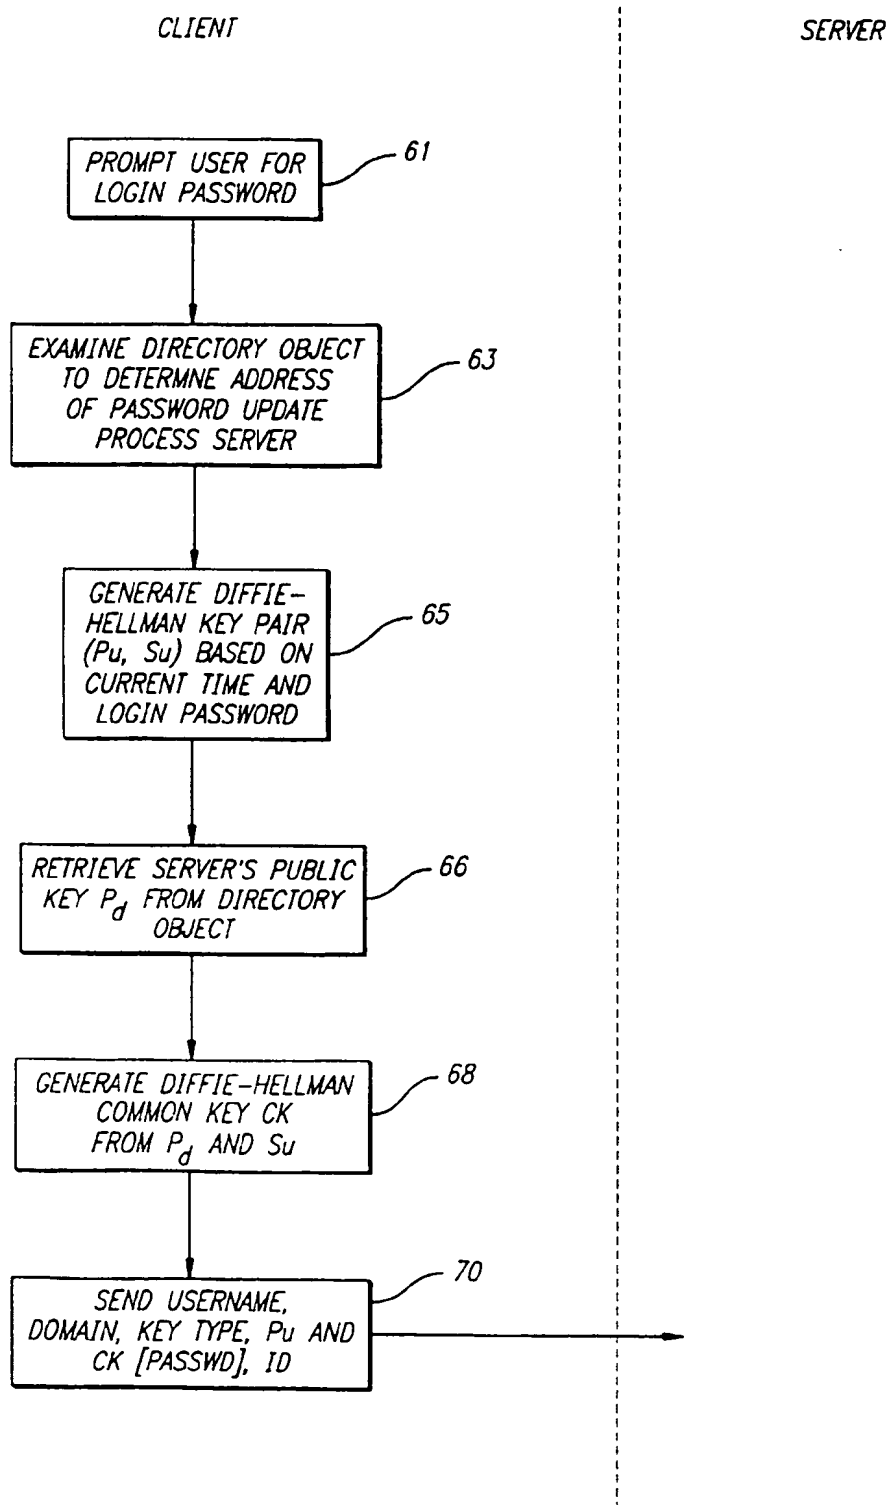 CLIENT
SERVER
PROMPT USER FOR
LOGIN PASSWORD
61
EXAMINE DIRECTORY OBJECT
TO DETERMNE ADDRESS
OF PASSWORD UPDATE
PROCESS SERVER
63
GENERATE DIFFIE-
HELLMAN KEY PAIR
(Pu, Su) BASED ON
CURRENT TIME AND
LOGIN PASSWORD
65
RETRIEVE SERVER'S PUBLIC
KEY Pd FROM DIRECTORY
OBJECT
66
GENERATE DIFFIE-HELLMAN
COMMON KEY CK
FROM Pd AND Su
68
SEND USERNAME,
DOMAIN, KEY TYPE, Pu AND
CK [PASSWD], ID
70